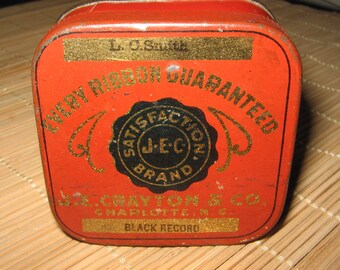 L. C. Smith
EVERY RIBBON GUARANTEED
SATISFACTION
J·E·C
BRAND
J.E. CRAYTON & CO.
CHARLOTTE, N.C.
BLACK RECORD